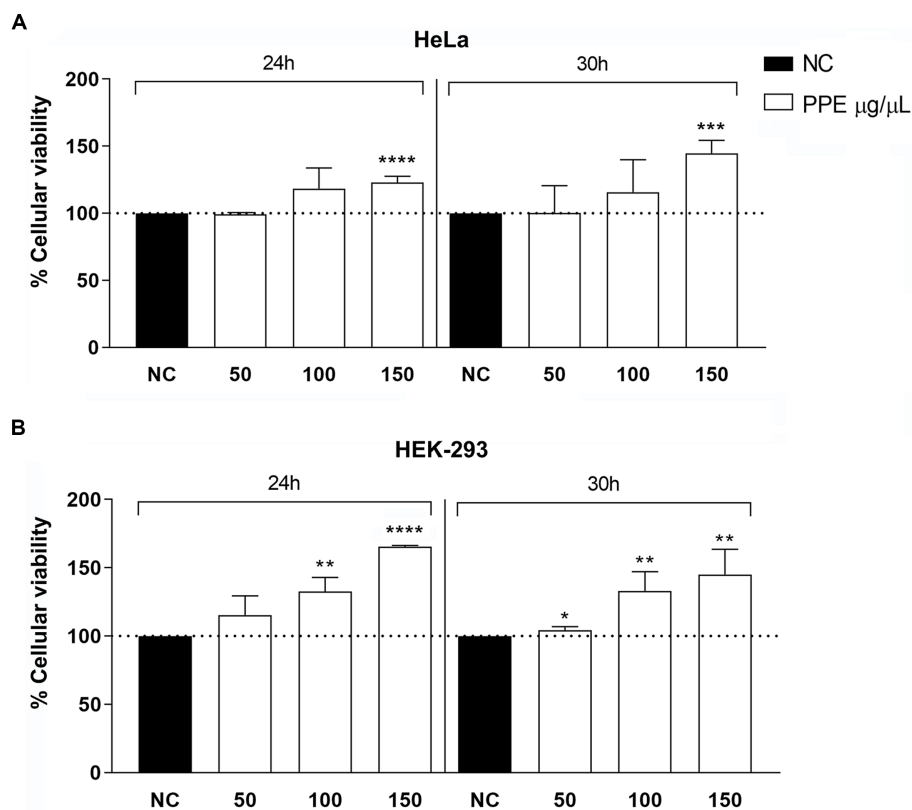 A
HeLa
24h 30h
NC
PPE μg/μL
% Cellular viability
200
150
100
50
0
**** ***
NC 50 100 150 NC 50 100 150
B
HEK-293
24h 30h
% Cellular viability
200
150
100
50
0
** **** * ** **
NC 50 100 150 NC 50 100 150